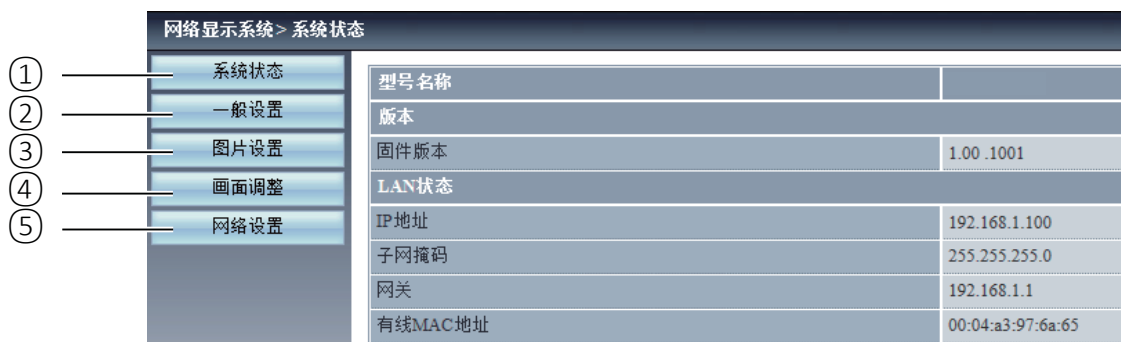 网络显示系统> 系统状态
① 系统状态
② 一般设置
③ 图片设置
④ 画面调整
⑤ 网络设置
型号名称
版本
固件版本 1.00 .1001
LAN状态
IP地址 192.168.1.100
子网掩码 255.255.255.0
网关 192.168.1.1
有线MAC地址 00:04:a3:97:6a:65